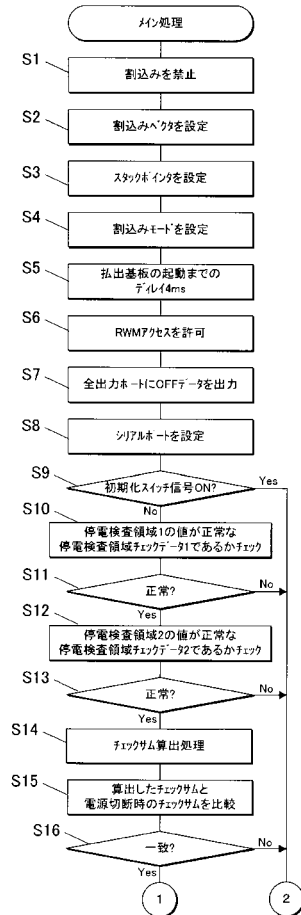 メイン処理
S1
割込みを禁止
S2
割込みベクタを設定
S3
スタックポインタを設定
S4
割込みモードを設定
S5
払出基板の起動までの
ディレイ4ms
S6
RWMアクセスを許可
S7
全出力ポートにOFFデータを出力
S8
シリアルポートを設定
S9
初期化スイッチ信号ON?
Yes
No
S10
停電検査領域1の値が正常な
停電検査領域チェックデータ1であるかチェック
S11
正常?
No
Yes
S12
停電検査領域2の値が正常な
停電検査領域チェックデータ2であるかチェック
S13
正常?
No
Yes
S14
チェックサム算出処理
S15
算出したチェックサムと
電源切断時のチェックサムを比較
S16
一致?
No
Yes
1
2